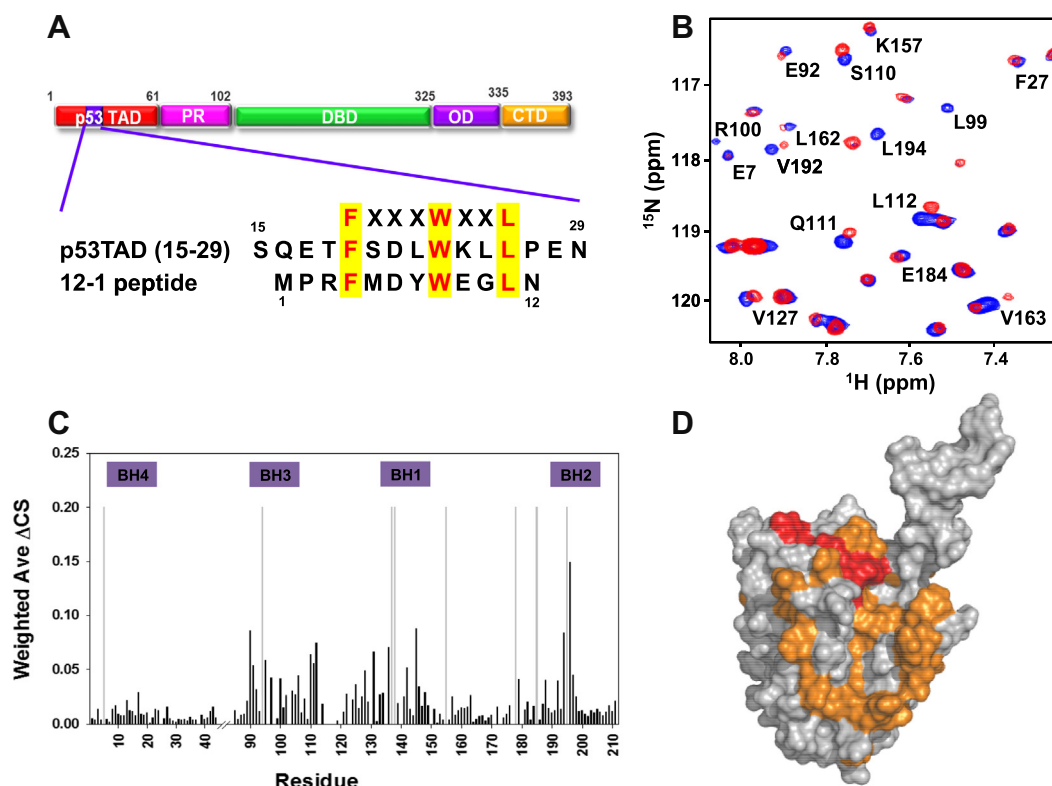 A
1 61 102 325 335 393
p53 TAD PR DBD OD CTD
F X X X W X X L
15 29
p53TAD (15-29) S Q E T F S D L W K L L P E N
12-1 peptide M P R F M D Y W E G L N
1 12
B
K157
E92
S110
F27
117
L99
R100
L162
L194
118
E7
V192
L112
Q111
119
E184
120
V127
V163
15N (ppm)
8.0 7.8 7.6 7.4
1H (ppm)
C
0.25
BH4 BH3 BH1 BH2
0.20
0.15
0.10
0.05
0.00
Weighted Ave ΔCS
10 20 30 40 90 100 110 120 130 140 150 160 170 180 190 200 210
Residue
D